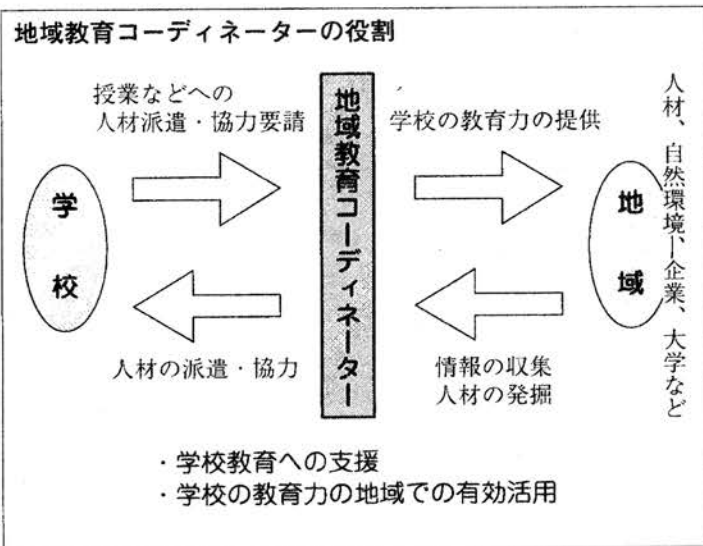 地域教育コーディネーターの役割
授業などへの
人材派遣・協力要請
学校の教育力の提供
学校
地域教育コーディネーター
地域
人材、自然環境、企業、大学など
人材の派遣・協力
情報の収集
人材の発掘
・学校教育への支援
・学校の教育力の地域での有効活用